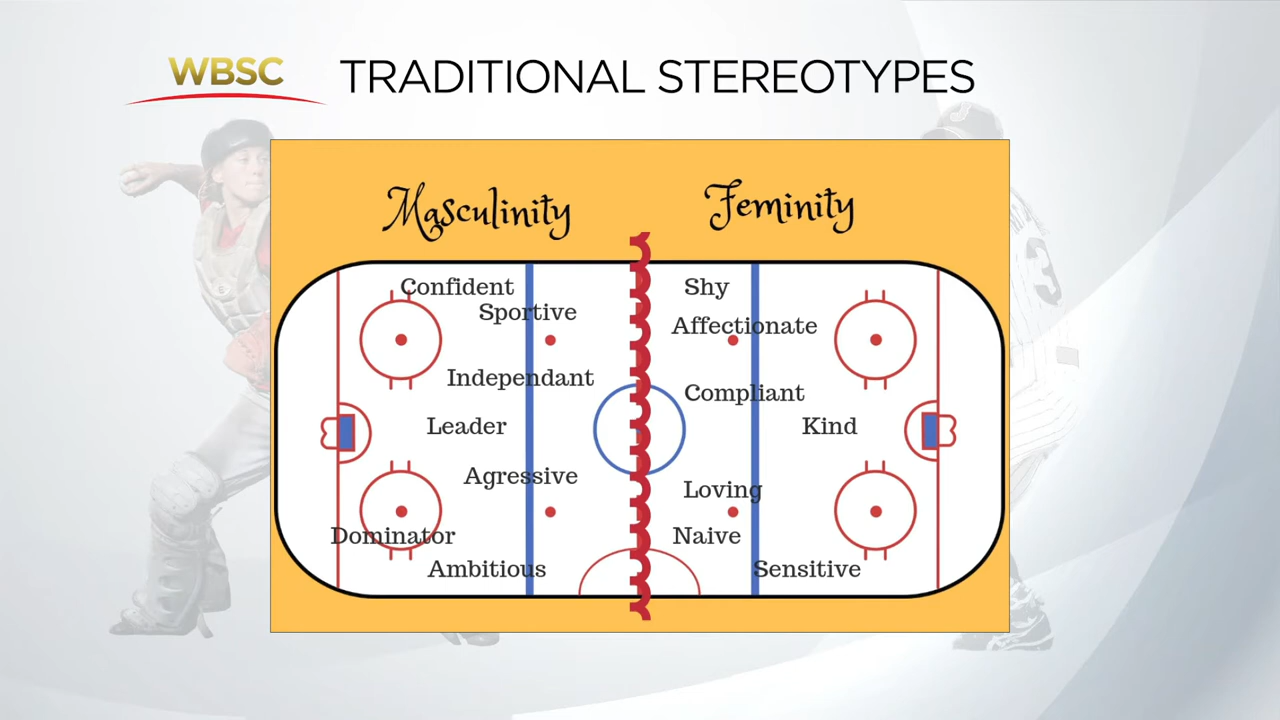 WBSC TRADITIONAL STEREOTYPES
Masculinity
Feminity
Confident
Sportive
Independant
Leader
Agressive
Dominator
Ambitious
Shy
Affectionate
Compliant
Kind
Loving
Naive
Sensitive
3